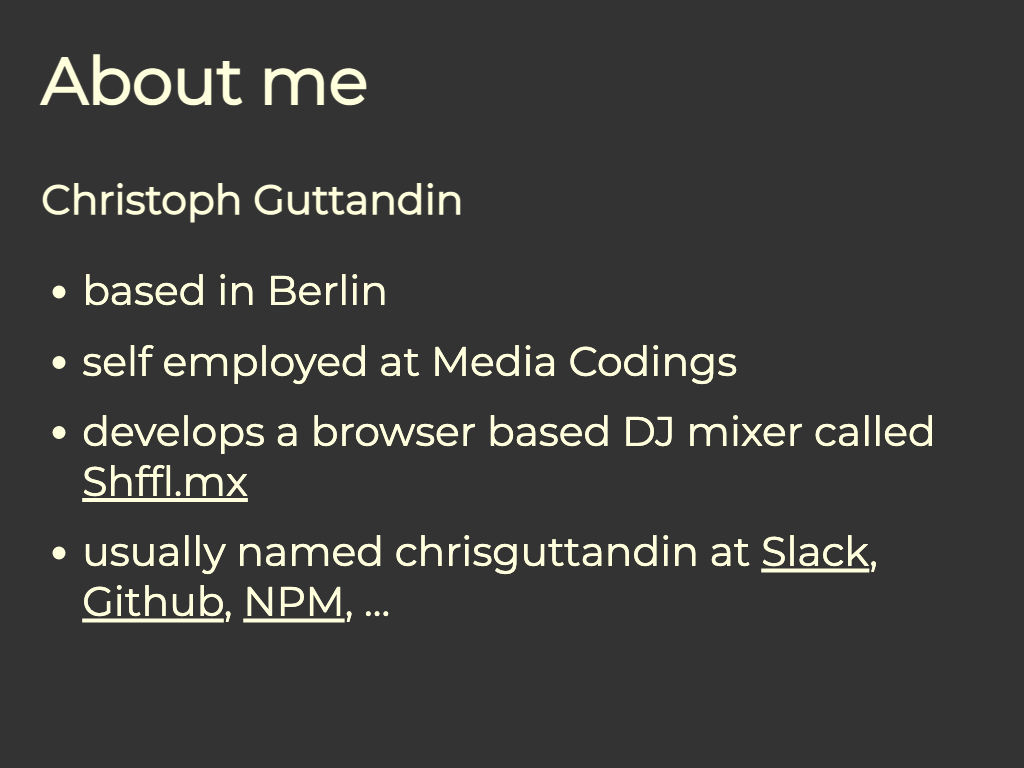 About me
Christoph Guttandin
• based in Berlin
• self employed at Media Codings
• develops a browser based DJ mixer called
Shffl.mx
• usually named chrisguttandin at Slack,
Github, NPM, ...